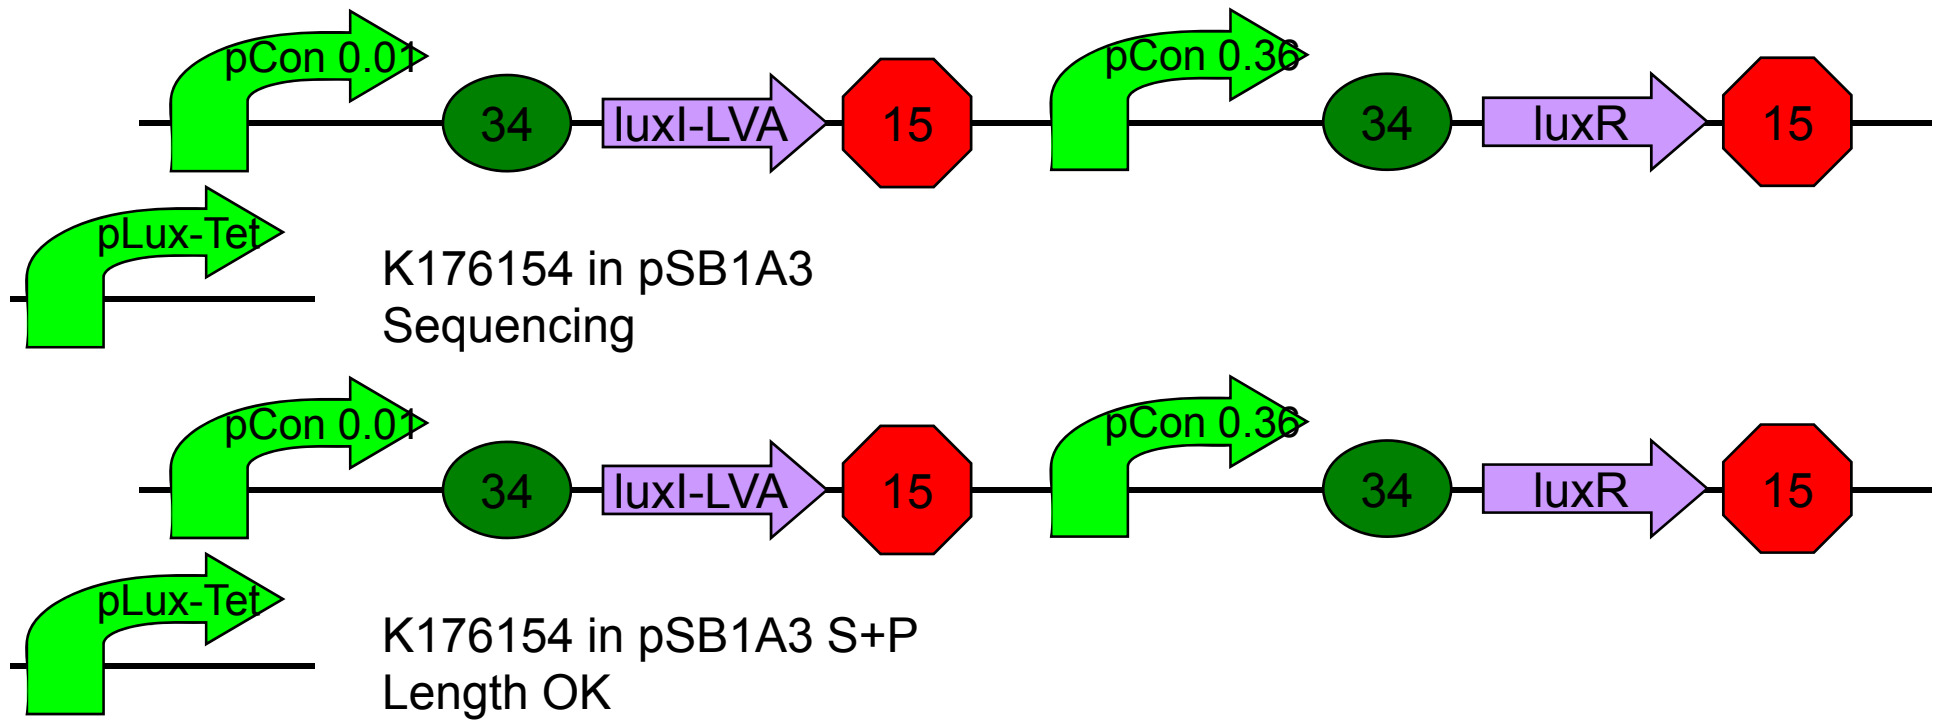 pCon 0.01
pCon 0.36
34
luxI-LVA
15
34
luxR
15
pLux-Tet
K176154 in pSB1A3
Sequencing
pCon 0.01
pCon 0.36
34
luxI-LVA
15
34
luxR
15
pLux-Tet
K176154 in pSB1A3 S+P
Length OK